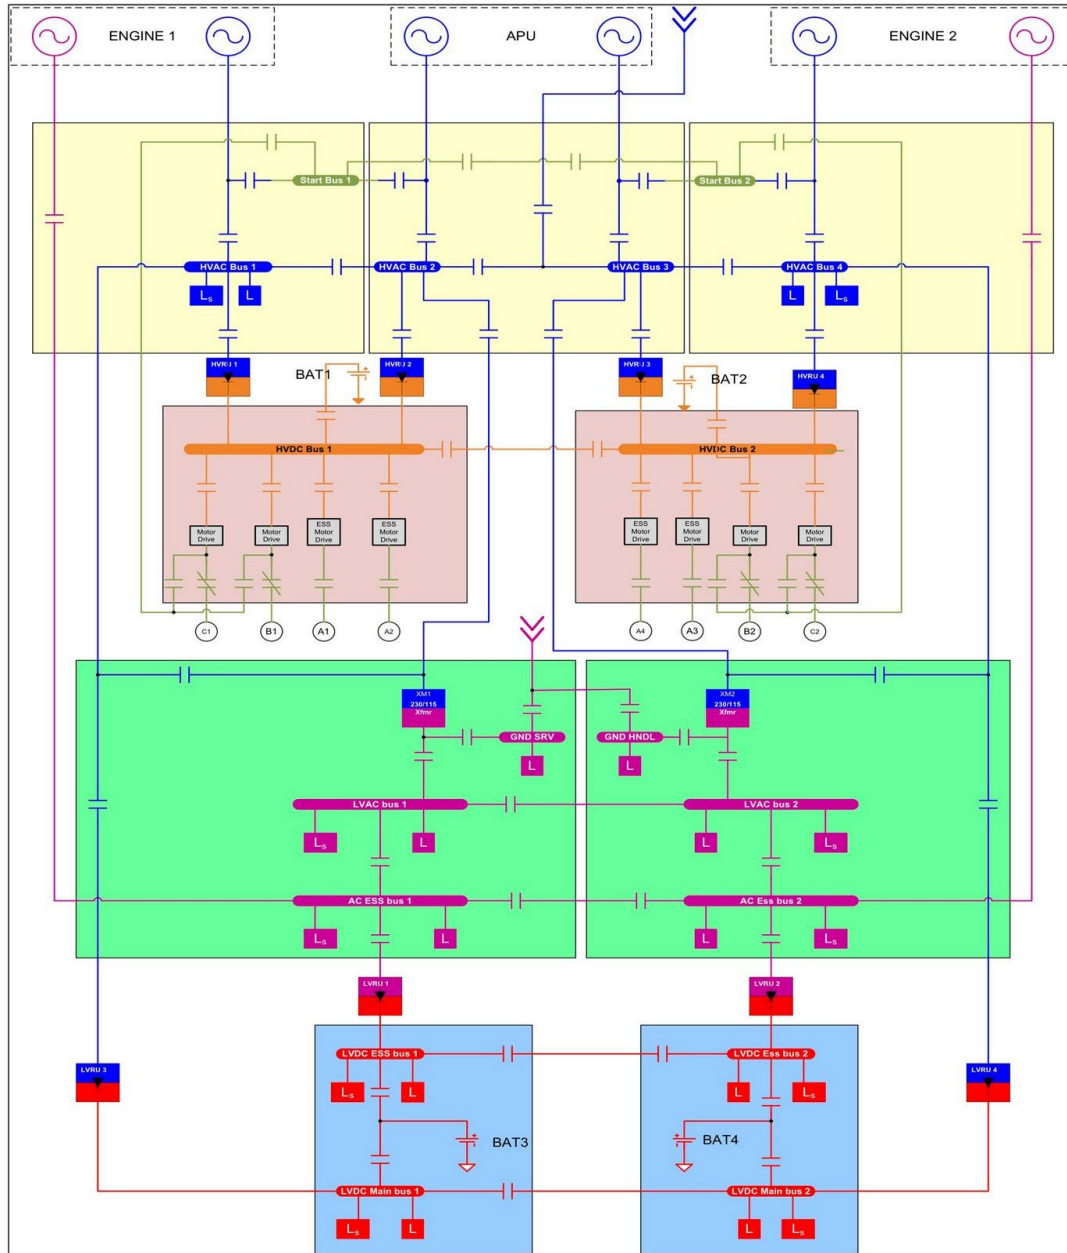 ENGINE 1
APU
ENGINE 2
Start Bus 1
Start Bus 2
HVAC Bus 1
HVAC Bus 2
HVAC Bus 3
HVAC Bus 4
Ls
L
L
Ls
HVRU 1
BAT1
HVRU 2
HVRU 3
BAT2
HVRU 4
HVDC Bus 1
HVDC Bus 2
Motor
Drive
Motor
Drive
ESS
Motor
Drive
ESS
Motor
Drive
ESS
Motor
Drive
ESS
Motor
Drive
Motor
Drive
Motor
Drive
C1
B1
A1
A2
A4
A3
B2
C2
XM1
230/115
Xfmr
XM2
230/115
Xfmr
GND SRV
GND HNDL
L
L
LVAC bus 1
LVAC bus 2
Ls
L
L
Ls
AC ESS bus 1
AC Ess bus 2
Ls
L
L
Ls
LVRU 1
LVRU 2
LVDC ESS bus 1
LVDC Ess bus 2
LVRU 3
LVRU 4
Ls
L
L
Ls
BAT3
BAT4
LVDC Main bus 1
LVDC Main bus 2
Ls
L
L
Ls